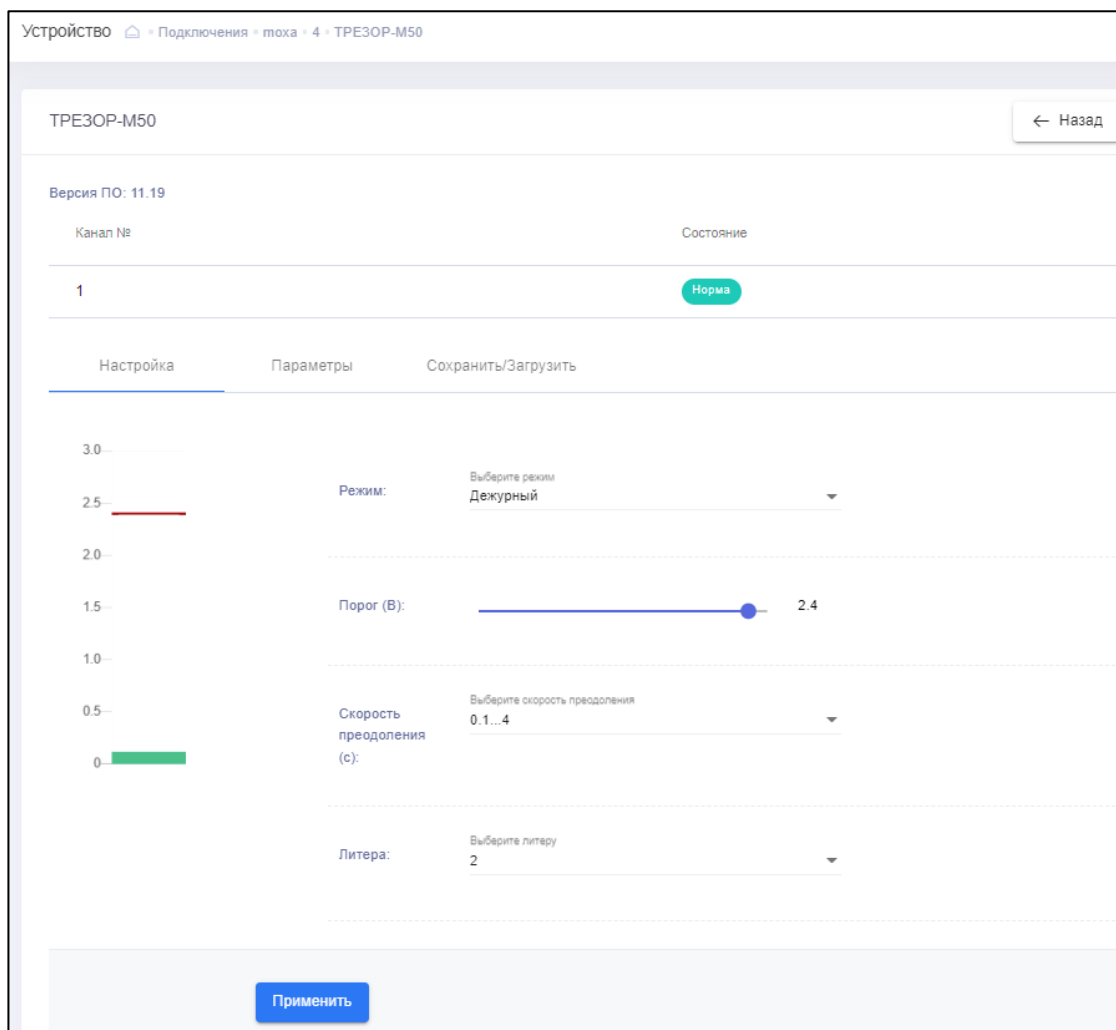 Устройство Подключения moxa 4 ТРЕЗОР-М50
ТРЕЗОР-М50
← Назад
Версия ПО: 11.19
Канал № Состояние
1 Норма
Настройка Параметры Сохранить/Загрузить
3.0
2.5
2.0
1.5
1.0
0.5
0
Режим:
Выберите режим
Дежурный
Порог (В):
2.4
Скорость
преодоления
(с):
Выберите скорость преодоления
0.1...4
Литера:
Выберите литеру
2
Применить